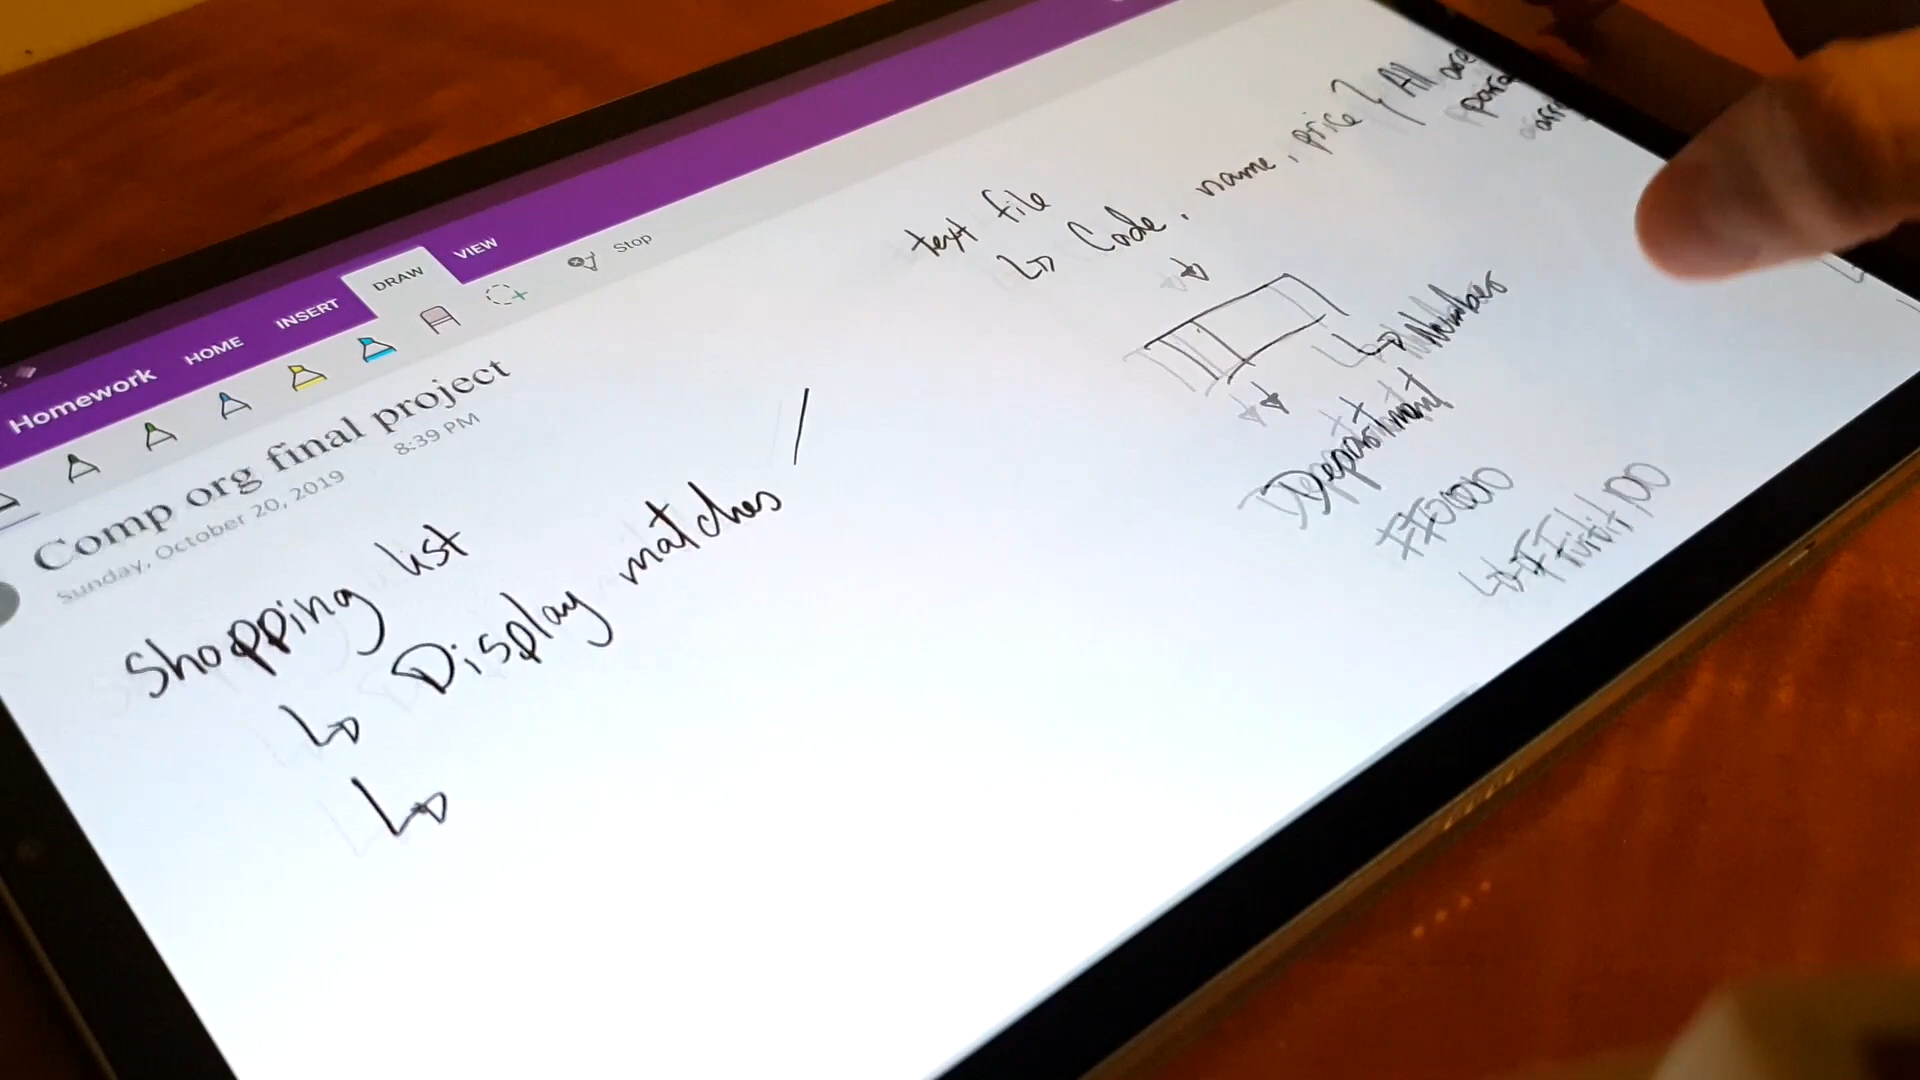 Homework HOME INSERT DRAW VIEW
Stop
Comp org final project
Sunday, October 20, 2019 8:39 PM
Shopping list
↳ Display matches /
↳
text file
↳ Code, name, price } All are
Number
Department